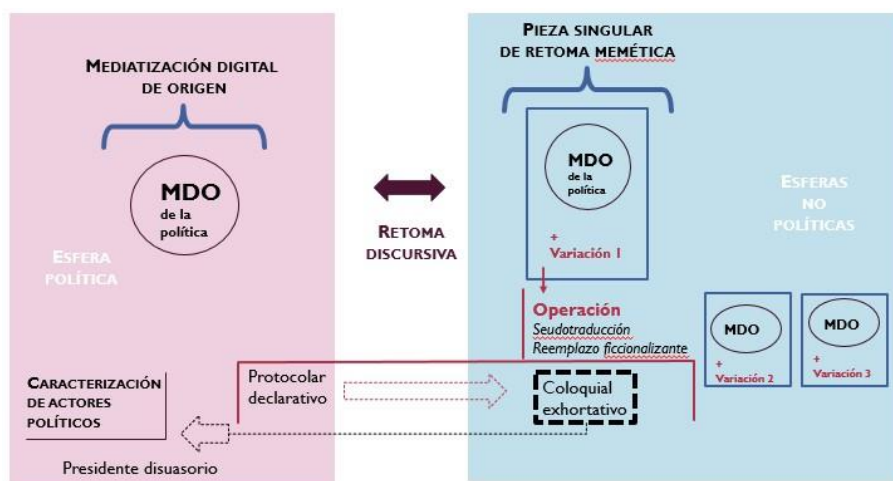 MEDIATIZACIÓN DIGITAL
DE ORIGEN
MDO
de la
política
ESFERA
POLÍTICA
RETOMA
DISCURSIVA
PIEZA SINGULAR
DE RETOMA MEMÉTICA
MDO
de la
política
+
Variación 1
ESFERAS
NO
POLÍTICAS
Operación
Seudotraducción
Reemplazo ficcionalizante
MDO
+
Variación 2
MDO
+
Variación 3
CARACTERIZACIÓN
DE ACTORES
POLÍTICOS
Protocolar
declarativo
Coloquial
exhortativo
Presidente disuasorio